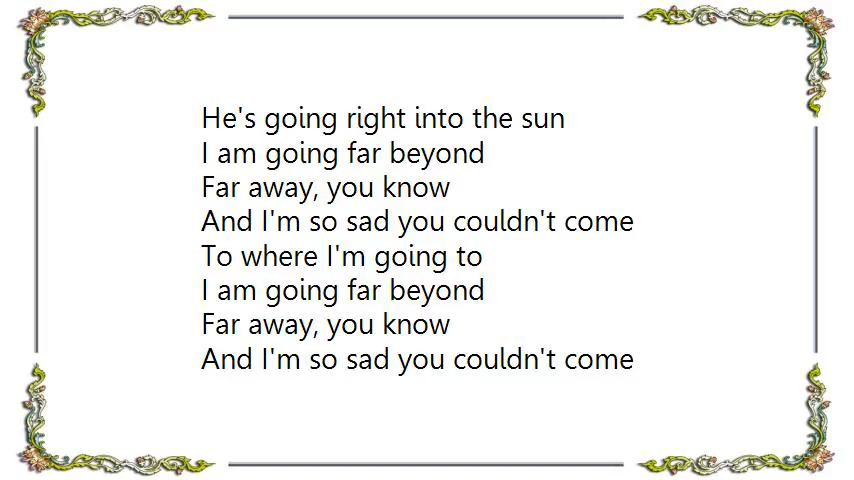 He's going right into the sun
I am going far beyond
Far away, you know
And I'm so sad you couldn't come
To where I'm going to
I am going far beyond
Far away, you know
And I'm so sad you couldn't come